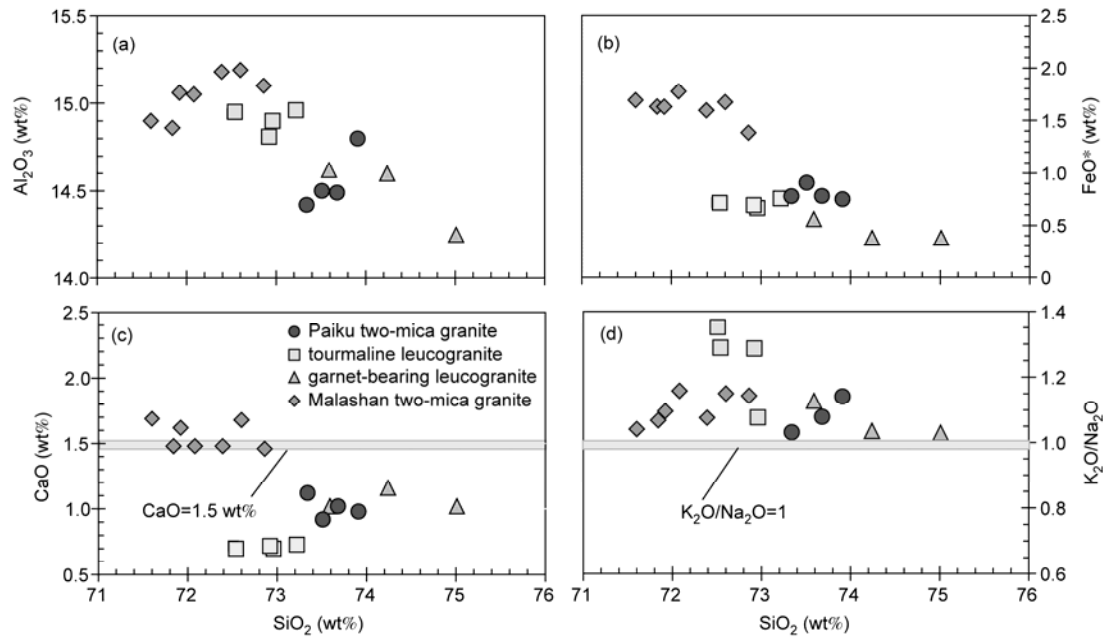 15.5
15.0
14.5
14.0
Al₂O₃ (wt%)
(a)
2.5
2.0
1.5
1.0
0.5
0
FeO* (wt%)
(b)
2.5
2.0
1.5
1.0
0.5
CaO (wt%)
(c)
Paiku two-mica granite
tourmaline leucogranite
garnet-bearing leucogranite
Malashan two-mica granite
CaO=1.5 wt%
71 72 73 74 75 76
SiO₂ (wt%)
(d)
1.4
1.2
1.0
0.8
0.6
K₂O/Na₂O
K₂O/Na₂O=1
71 72 73 74 75 76
SiO₂ (wt%)